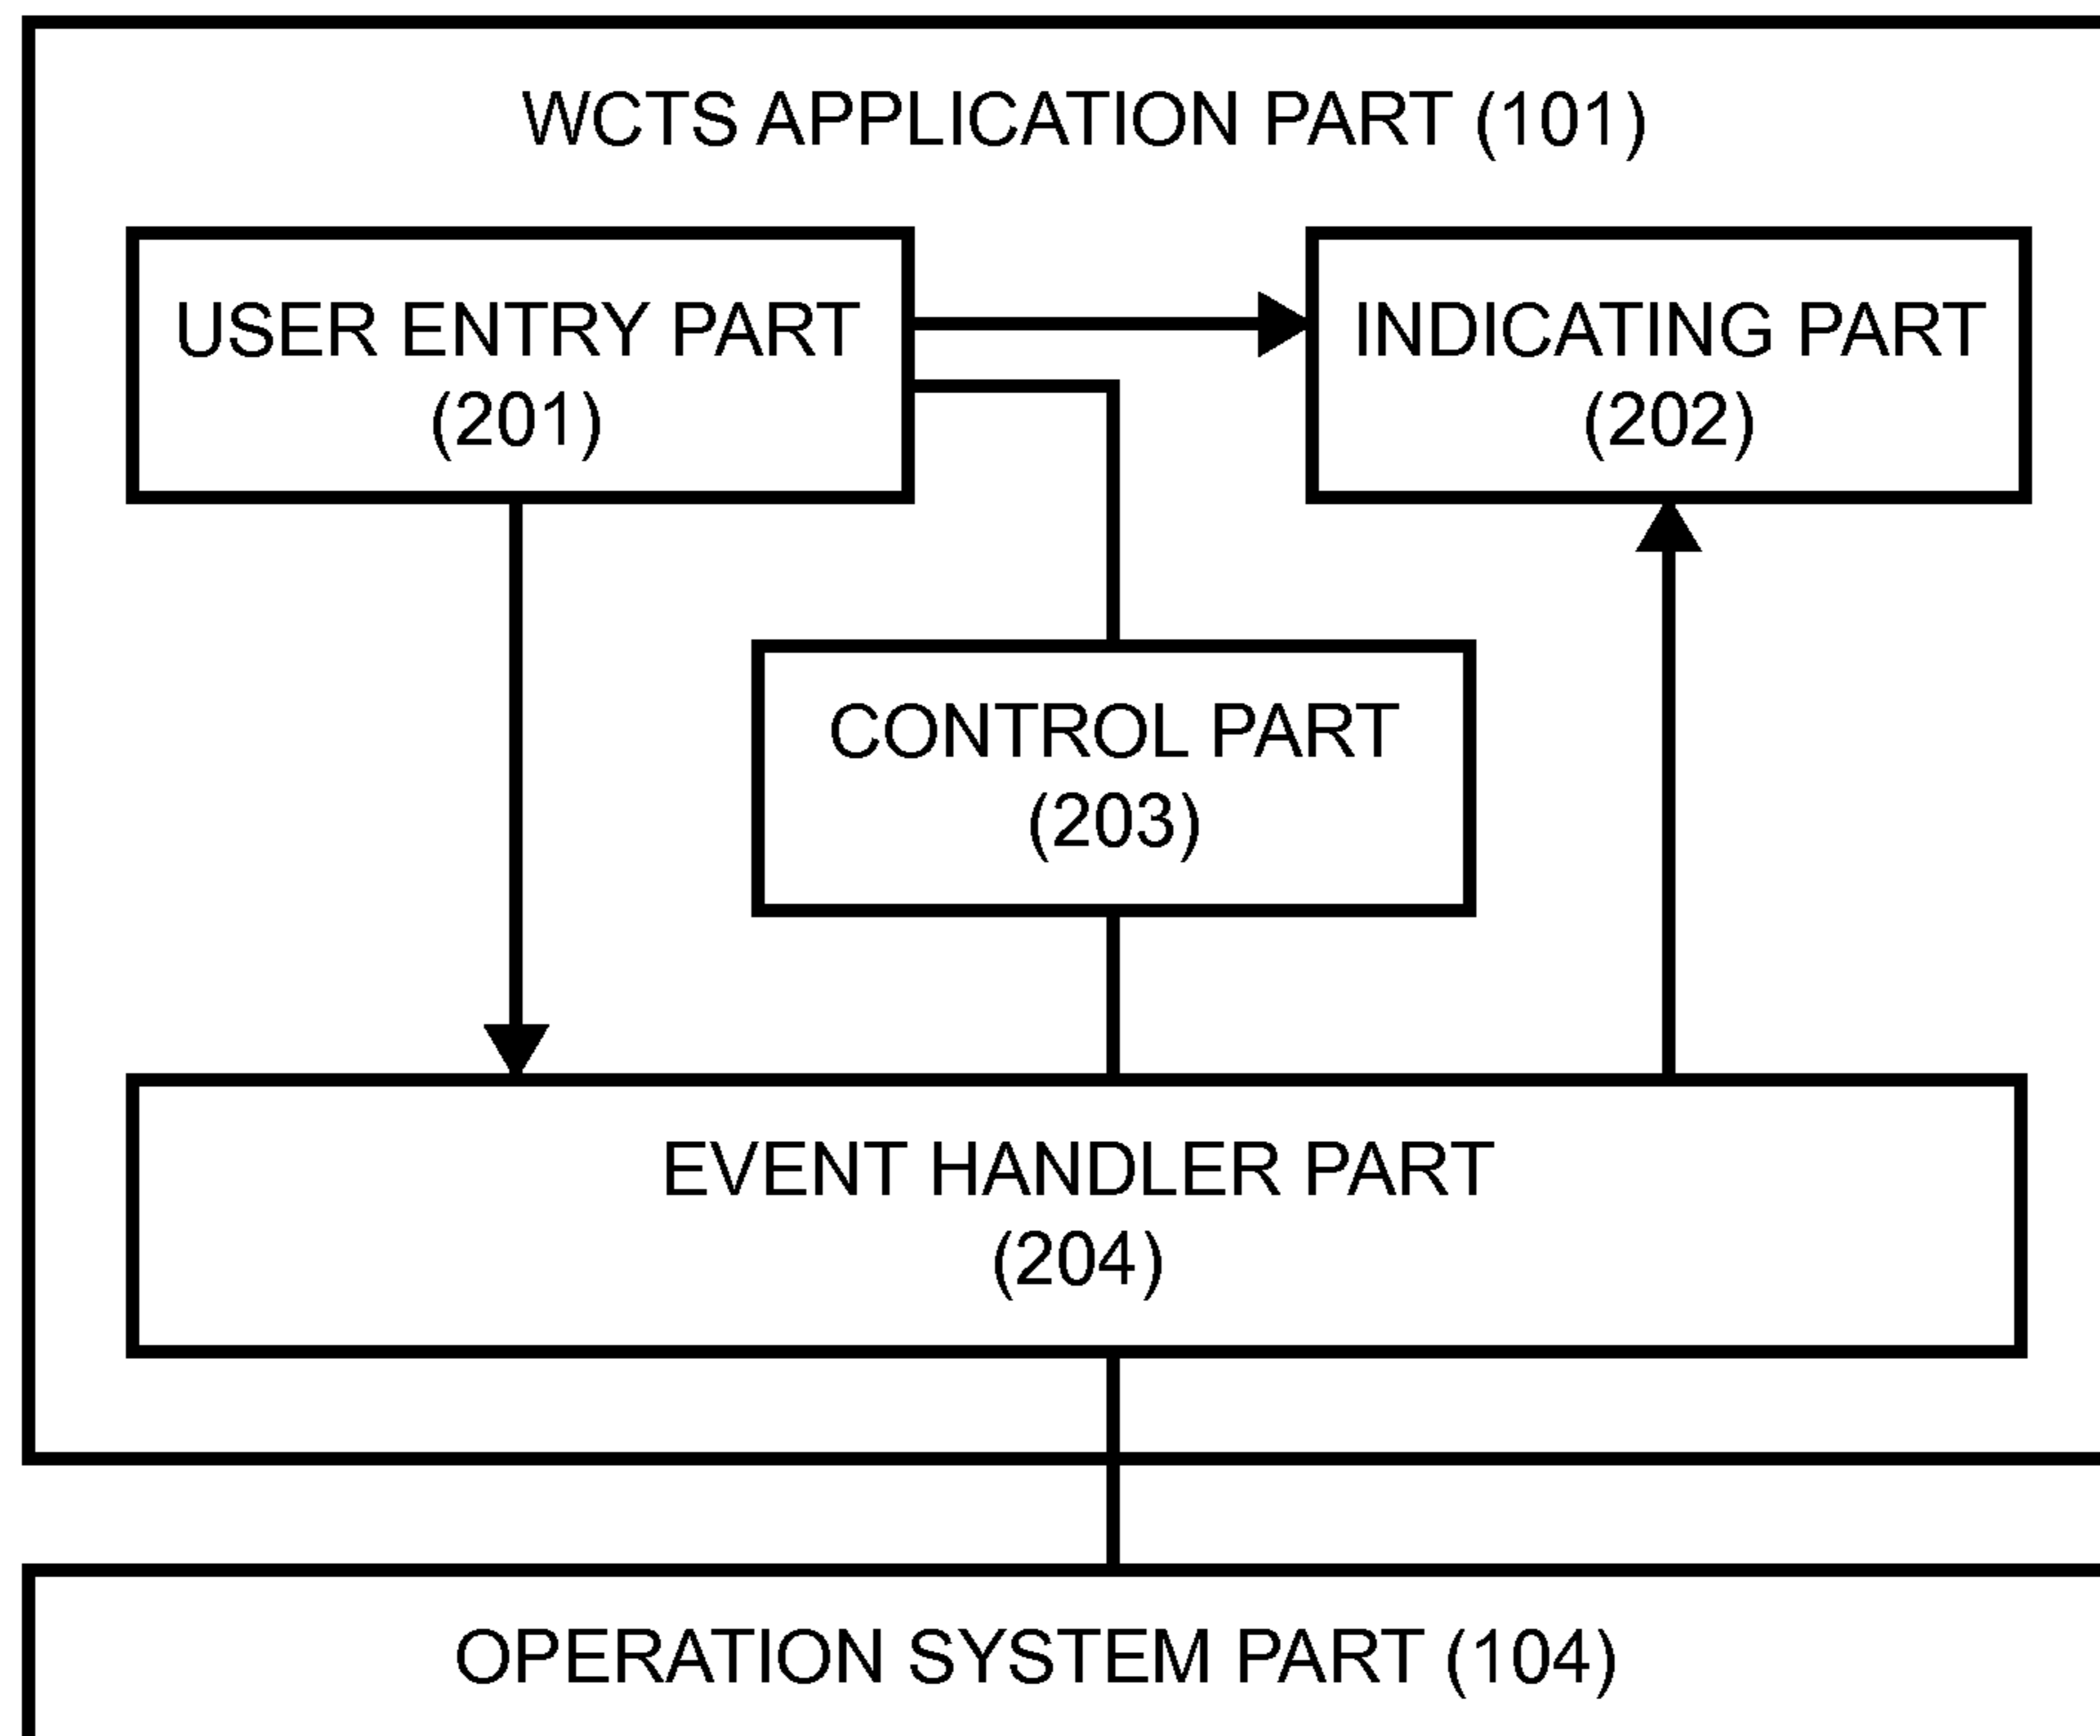 WCTS APPLICATION PART (101)
USER ENTRY PART
(201)
INDICATING PART
(202)
CONTROL PART
(203)
EVENT HANDLER PART
(204)
OPERATION SYSTEM PART (104)